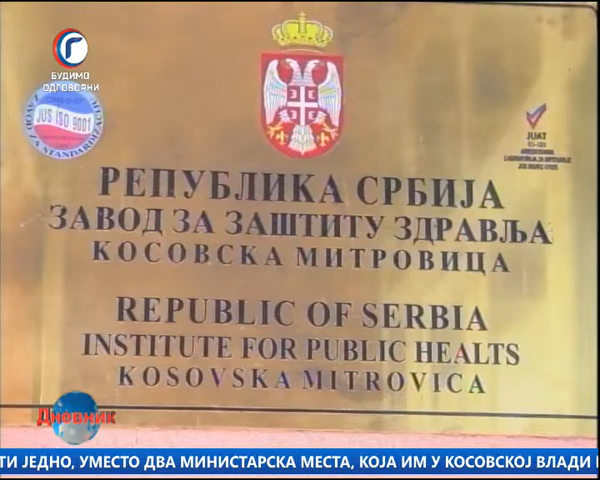 БУДИМО
ОДГОВОРНИ
JUS ISO 9001
JUAT
РЕПУБЛИКА СРБИЈА
ЗАВОД ЗА ЗАШТИТУ ЗДРАВЉА
КОСОВСКА МИТРОВИЦА
REPUBLIC OF SERBIA
INSTITUTE FOR PUBLIC HEALTS
KOSOVSKA MITROVICA
Дневник
ТИ ЈЕДНО, УМЕСТО ДВА МИНИСТАРСКА МЕСТА, КОЈА ИМ У КОСОВСКОЈ ВЛАДИ